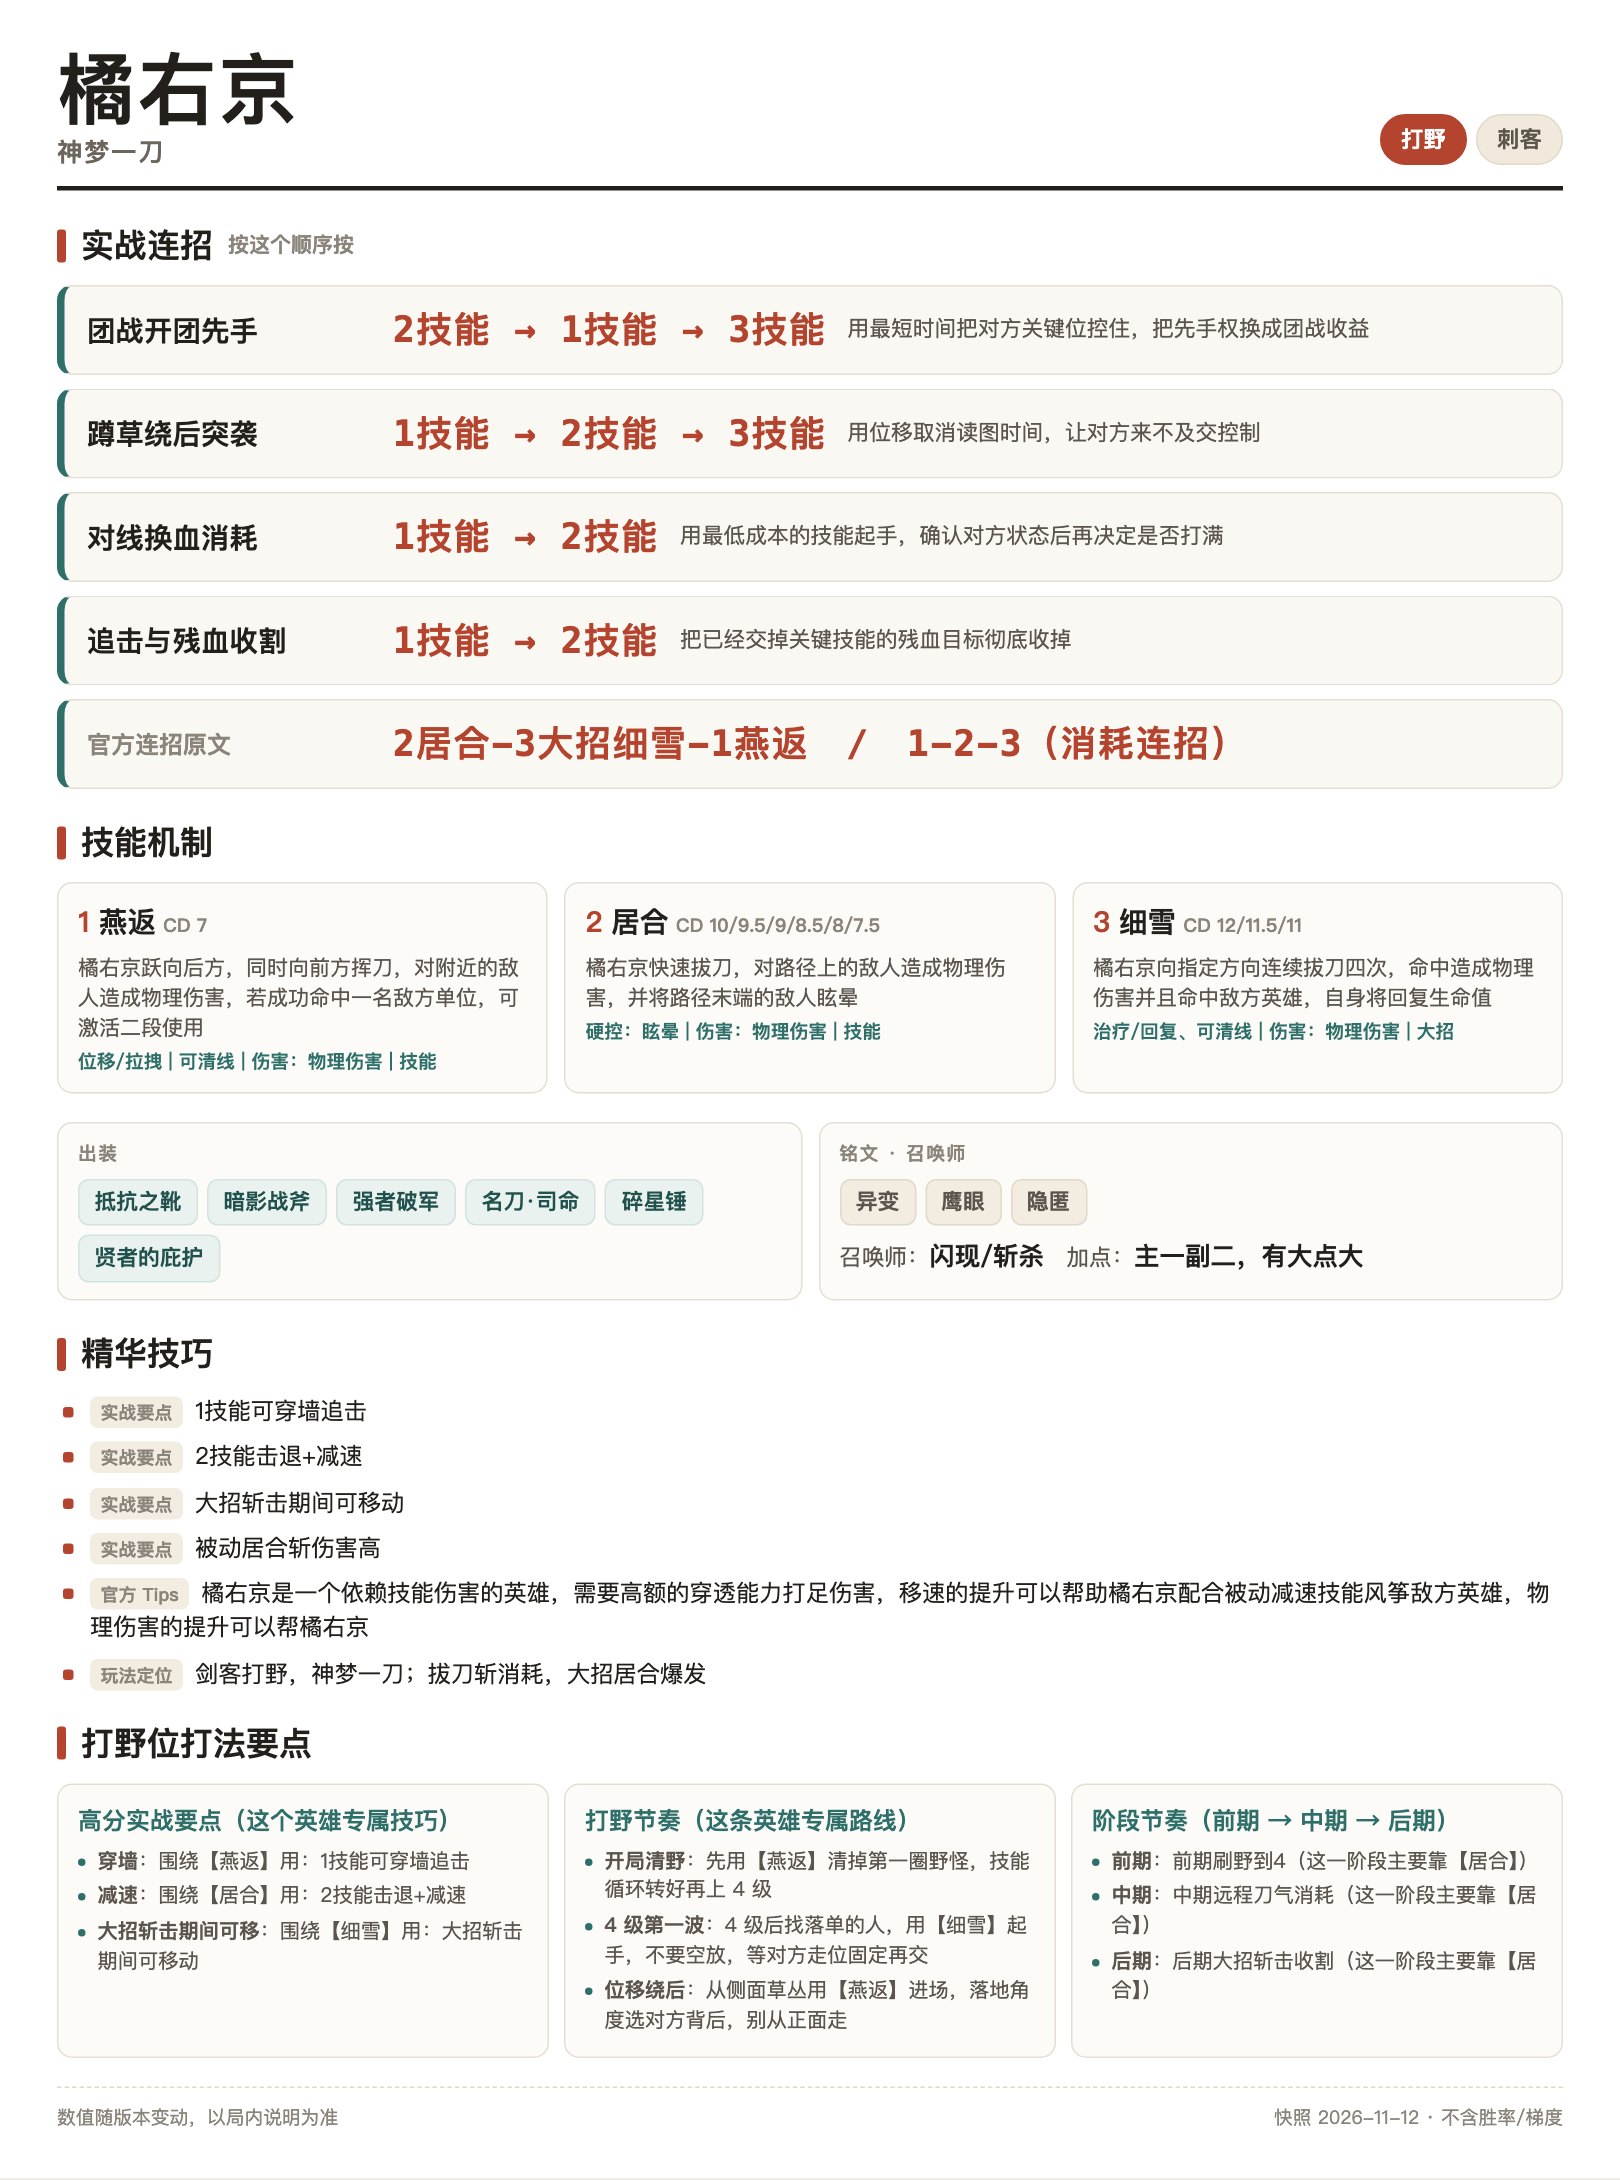 橘右京
神梦一刀
打野 刺客
实战连招 按这个顺序按
团战开团先手 2技能 → 1技能 → 3技能 用最短时间把对方关键位控住，把先手权换成团战收益
蹲草绕后突袭 1技能 → 2技能 → 3技能 用位移取消读图时间，让对方来不及交控制
对线换血消耗 1技能 → 2技能 用最低成本的技能起手，确认对方状态后再决定是否打满
追击与残血收割 1技能 → 2技能 把已经交掉关键技能的残血目标彻底收掉
官方连招原文 2居合-3大招细雪-1燕返 / 1-2-3（消耗连招）
技能机制
1 燕返 CD 7
橘右京跃向后方，同时向前方挥刀，对附近的敌
人造成物理伤害，若成功命中一名敌方单位，可
激活二段使用
位移/拉拽 | 可清线 | 伤害：物理伤害 | 技能
2 居合 CD 10/9.5/9/8.5/8/7.5
橘右京快速拔刀，对路径上的敌人造成物理伤
害，并将路径末端的敌人眩晕
硬控：眩晕 | 伤害：物理伤害 | 技能
3 细雪 CD 12/11.5/11
橘右京向指定方向连续拔刀四次，命中造成物理
伤害并且命中敌方英雄，自身将回复生命值
治疗/回复、可清线 | 伤害：物理伤害 | 大招
出装
抵抗之靴 暗影战斧 强者破军 名刀·司命 碎星锤
贤者的庇护
铭文 · 召唤师
异变 鹰眼 隐匿
召唤师：闪现/斩杀 加点：主一副二，有大点大
精华技巧
实战要点 1技能可穿墙追击
实战要点 2技能击退+减速
实战要点 大招斩击期间可移动
实战要点 被动居合斩伤害高
官方 Tips 橘右京是一个依赖技能伤害的英雄，需要高额的穿透能力打足伤害，移速的提升可以帮助橘右京配合被动减速技能风筝敌方英雄，物
理伤害的提升可以帮橘右京
玩法定位 剑客打野，神梦一刀；拔刀斩消耗，大招居合爆发
打野位打法要点
高分实战要点（这个英雄专属技巧）
穿墙：围绕【燕返】用：1技能可穿墙追击
减速：围绕【居合】用：2技能击退+减速
大招斩击期间可移：围绕【细雪】用：大招斩击
期间可移动
打野节奏（这条英雄专属路线）
开局清野：先用【燕返】清掉第一圈野怪，技能
循环转好再上 4 级
4 级第一波：4 级后找落单的人，用【细雪】起
手，不要空放，等对方走位固定再交
位移绕后：从侧面草丛用【燕返】进场，落地角
度选对方背后，别从正面走
阶段节奏（前期 → 中期 → 后期）
前期：前期刷野到4（这一阶段主要靠【居合】）
中期：中期远程刀气消耗（这一阶段主要靠【居
合】）
后期：后期大招斩击收割（这一阶段主要靠【居
合】）
数值随版本变动，以局内说明为准
快照 2026-11-12 · 不含胜率/梯度